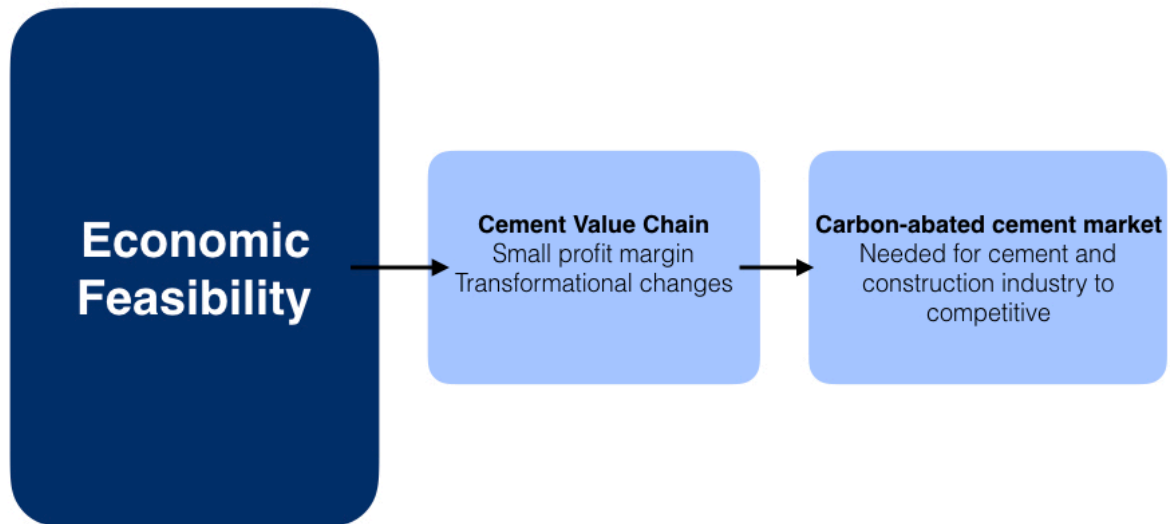 Economic
Feasibility
Cement Value Chain
Small profit margin
Transformational changes
Carbon-abated cement market
Needed for cement and
construction industry to
competitive